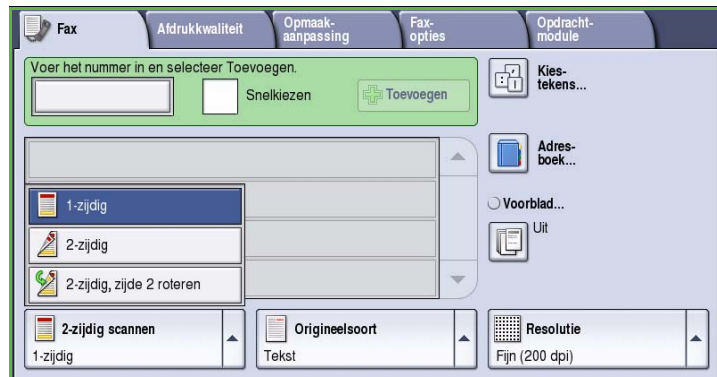 Fax
Afdrukkwaliteit
Opmaak-
aanpassing
Fax-
opties
Opdracht-
module
Voer het nummer in en selecteer Toevoegen.
Snelkiezen
Toevoegen
Kies-
tekens...
Adres-
boek...
Voorblad...
Uit
1-zijdig
2-zijdig
2-zijdig, zijde 2 roteren
2-zijdig scannen
1-zijdig
Origineelsoort
Tekst
Resolutie
Fijn (200 dpi)